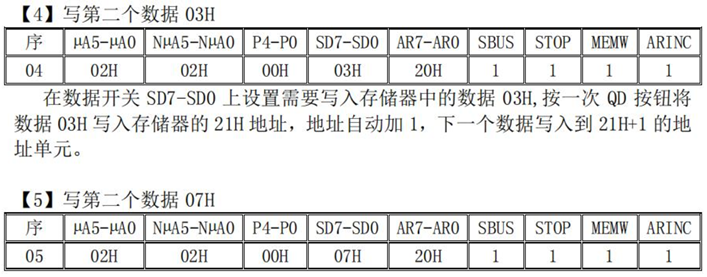 【4】写第二个数据 03H
序 μA5-μA0 NμA5-NμA0 P4-P0 SD7-SD0 AR7-AR0 SBUS STOP MEMW ARINC
04 02H 02H 00H 03H 20H 1 1 1 1
在数据开关 SD7-SD0 上设置需要写入存储器中的数据 03H,按一次 QD 按钮将
数据 03H 写入存储器的 21H 地址，地址自动加 1，下一个数据写入到 21H+1 的地
址单元。
【5】写第二个数据 07H
序 μA5-μA0 NμA5-NμA0 P4-P0 SD7-SD0 AR7-AR0 SBUS STOP MEMW ARINC
05 02H 02H 00H 07H 20H 1 1 1 1